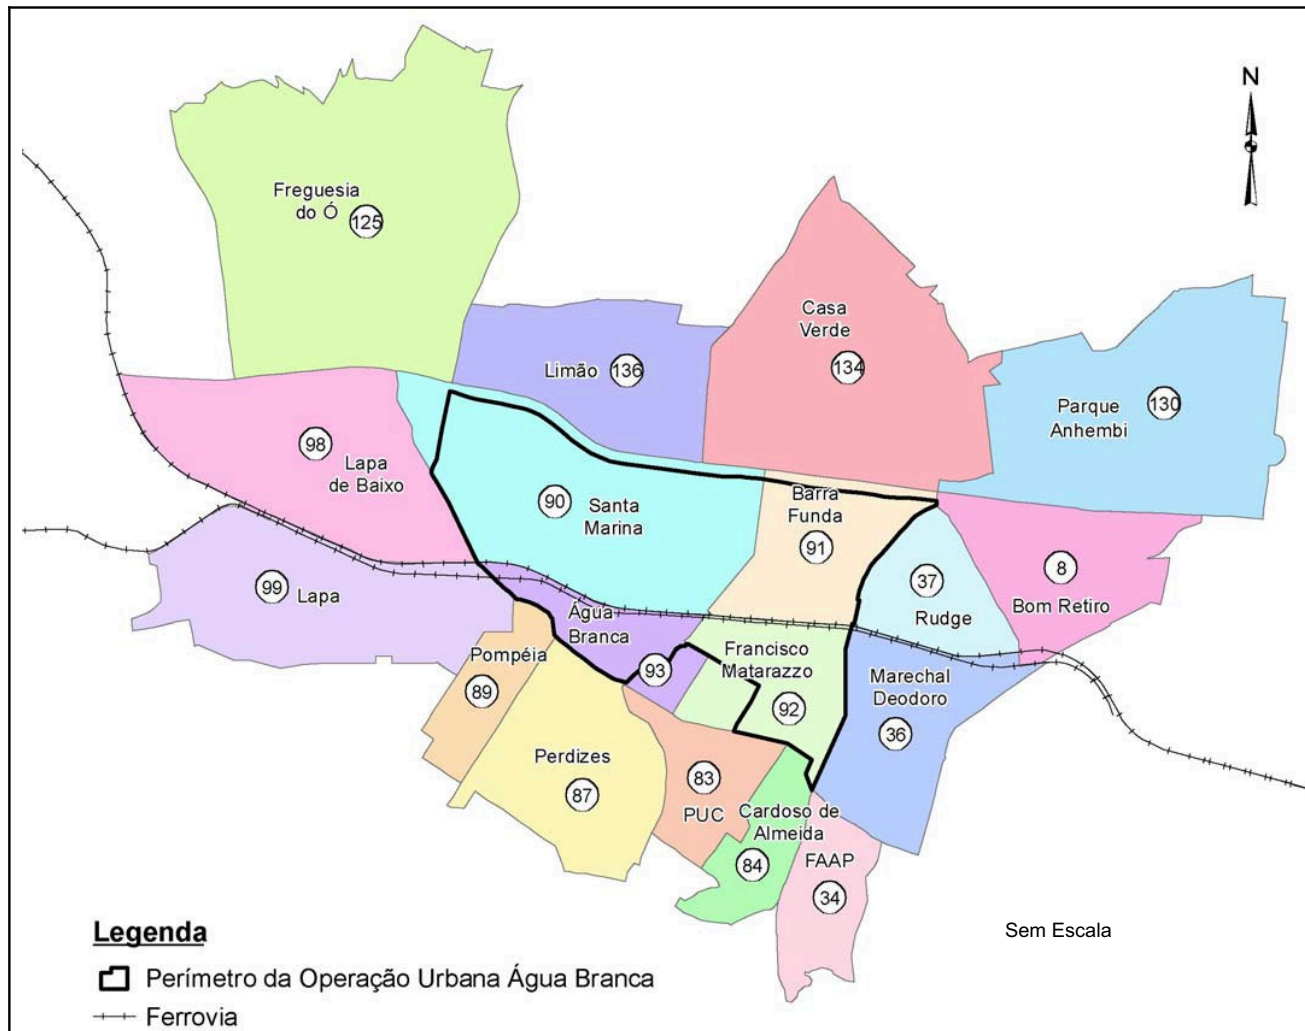 N
Freguesia
do Ó
125
Casa
Verde
134
Limão
136
Parque
Anhembi
130
98
Lapa
de Baixo
90
Santa
Marina
Barra
Funda
91
99
Lapa
37
Rudge
8
Bom Retiro
Água
Branca
93
Francisco
Matarazzo
92
Pompéia
89
Marechal
Deodoro
36
Perdizes
87
83
PUC
Cardoso de
Almeida
84
FAAP
34
Sem Escala
Legenda
Perímetro da Operação Urbana Água Branca
Ferrovia